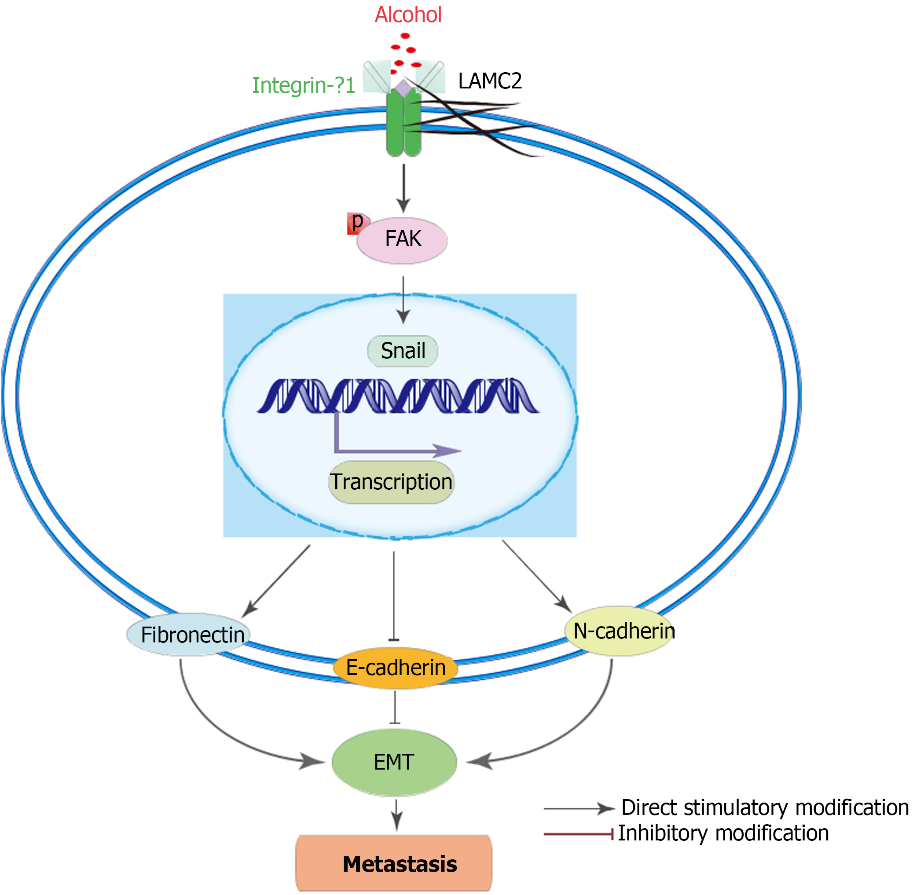 Alcohol
Integrin-?1
LAMC2
p
FAK
Snail
Transcription
Fibronectin
N-cadherin
E-cadherin
EMT
Direct stimulatory modification
Inhibitory modification
Metastasis